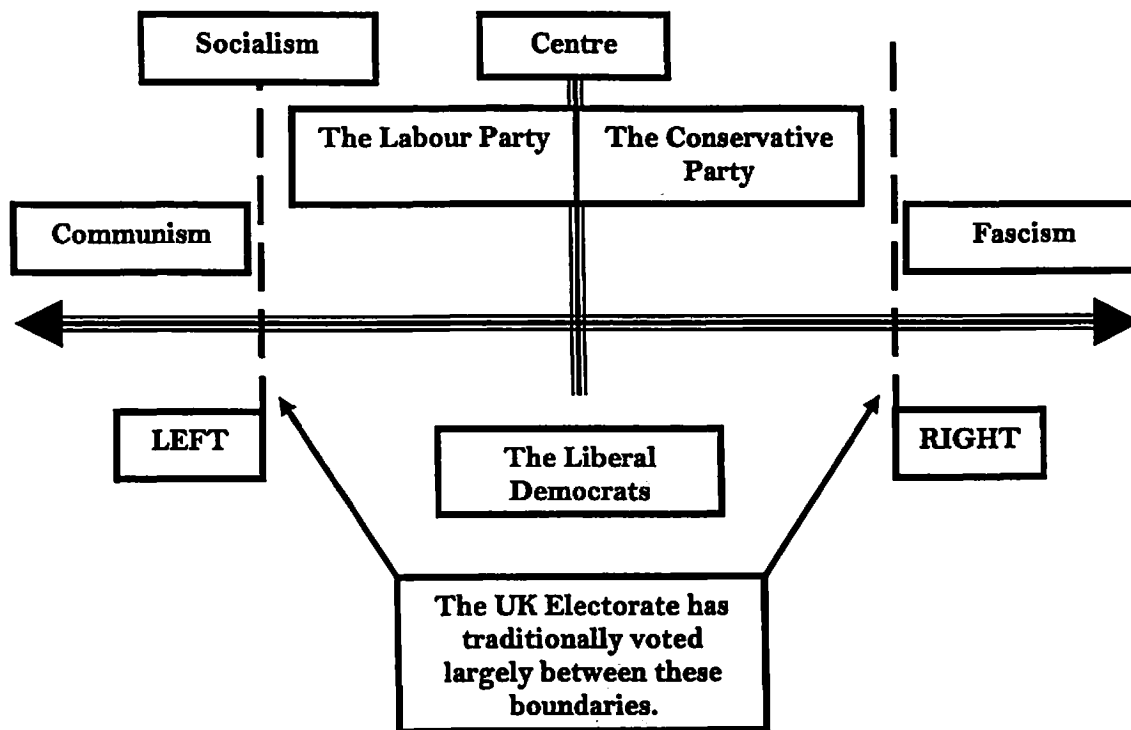 Socialism
Centre
The Labour Party
The Conservative
Party
Communism
Fascism
LEFT
RIGHT
The Liberal
Democrats
The UK Electorate has
traditionally voted
largely between these
boundaries.